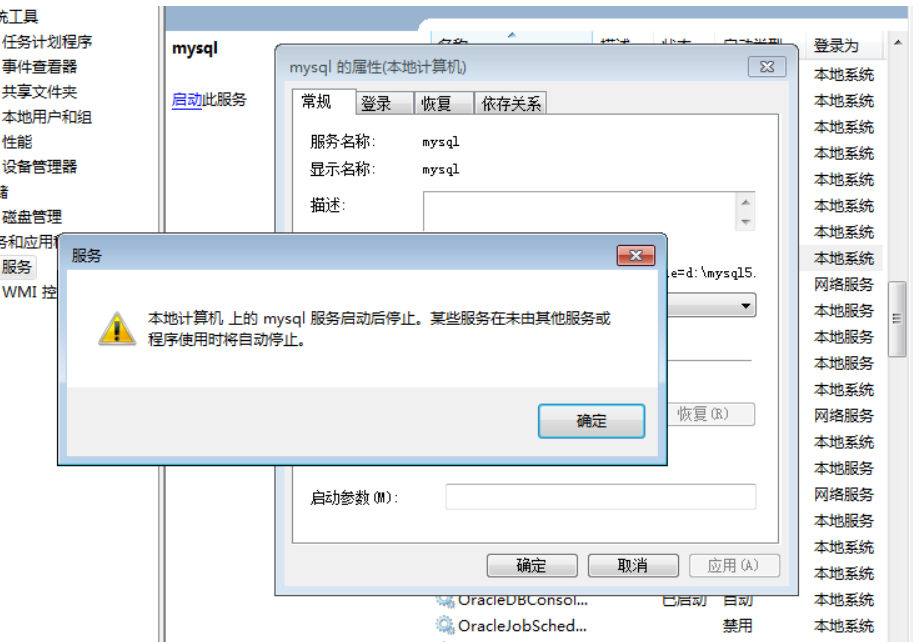 统工具
任务计划程序
事件查看器
共享文件夹
本地用户和组
性能
设备管理器
储
磁盘管理
务和应用程
服务
WMI 控
mysql
启动此服务
名称 描述 状态 启动类型 登录为
mysql 的属性(本地计算机)
常规 登录 恢复 依存关系
服务名称: mysql
显示名称: mysql
描述:
le=d:\mysql5.
恢复(R)
启动参数(M):
确定 取消 应用(A)
服务
本地计算机 上的 mysql 服务启动后停止。某些服务在未由其他服务或
程序使用时将自动停止。
确定
本地系统
本地系统
本地系统
本地系统
本地系统
本地系统
本地系统
本地系统
网络服务
本地服务
本地服务
本地服务
本地系统
网络服务
本地系统
本地服务
网络服务
本地服务
本地系统
本地系统
OracleDBConsol... 已启动 自动 本地系统
OracleJobSched... 禁用 本地系统